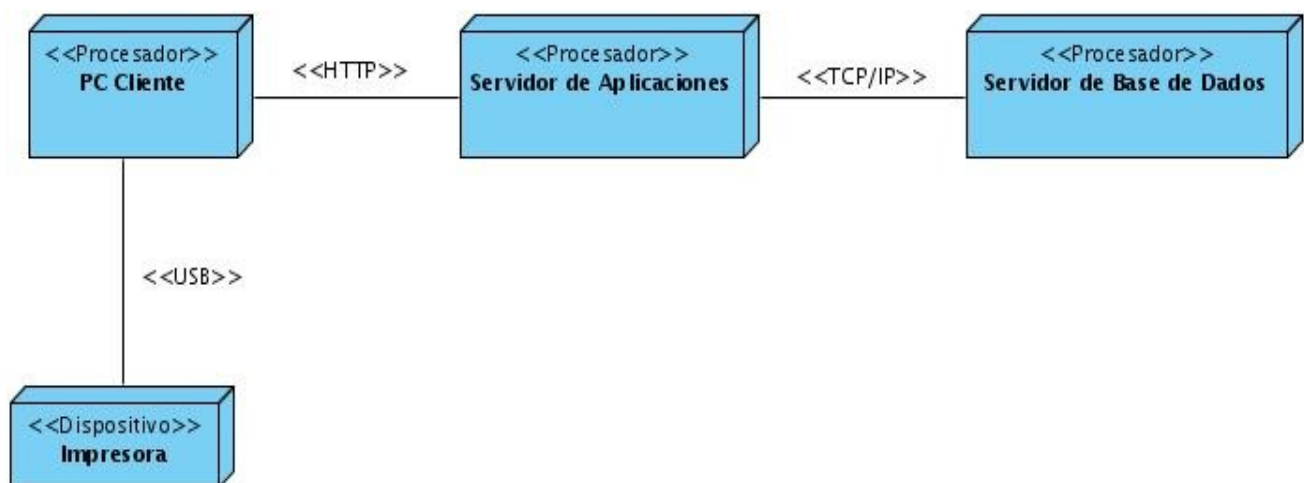 <<Procesador>>
PC Cliente
<<HTTP>>
<<Procesador>>
Servidor de Aplicaciones
<<TCP/IP>>
<<Procesador>>
Servidor de Base de Dados
<<USB>>
<<Dispositivo>>
Impresora